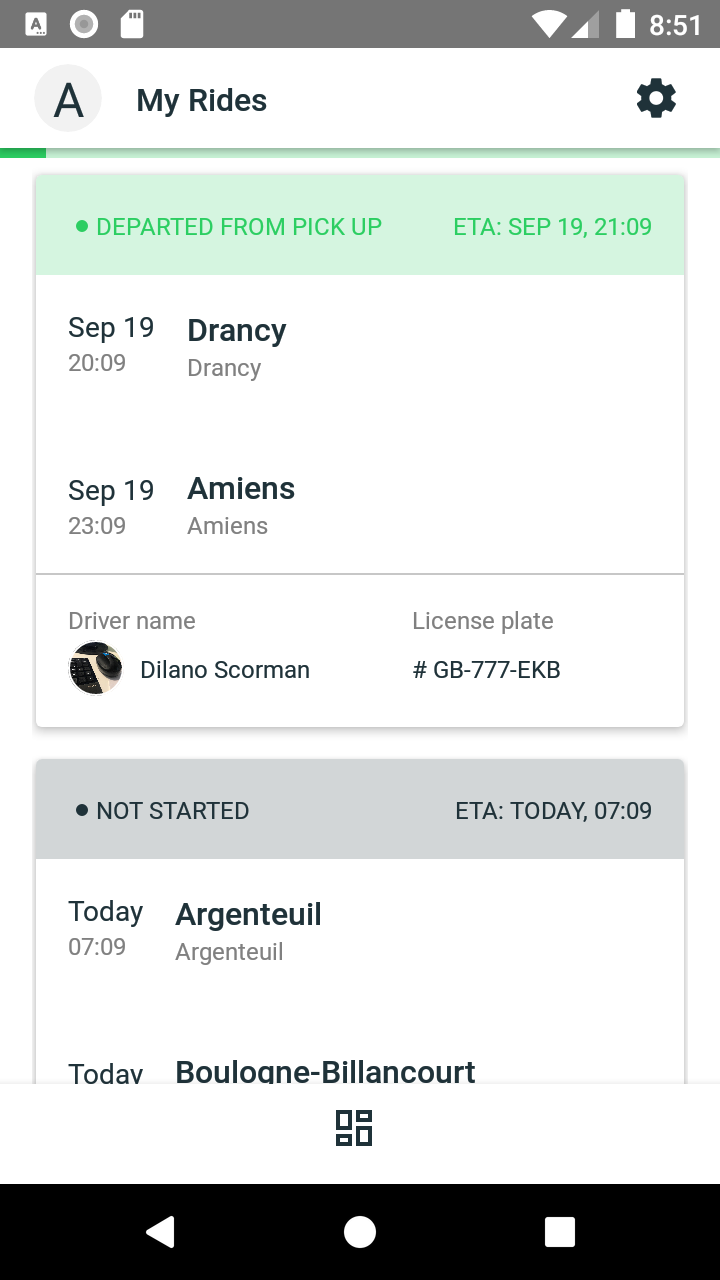 8:51
A
My Rides
DEPARTED FROM PICK UP ETA: SEP 19, 21:09
Sep 19 Drancy
20:09 Drancy
Sep 19 Amiens
23:09 Amiens
Driver name License plate
Dilano Scorman # GB-777-EKB
NOT STARTED ETA: TODAY, 07:09
Today Argenteuil
07:09 Argenteuil
Today Boulogne-Billancourt